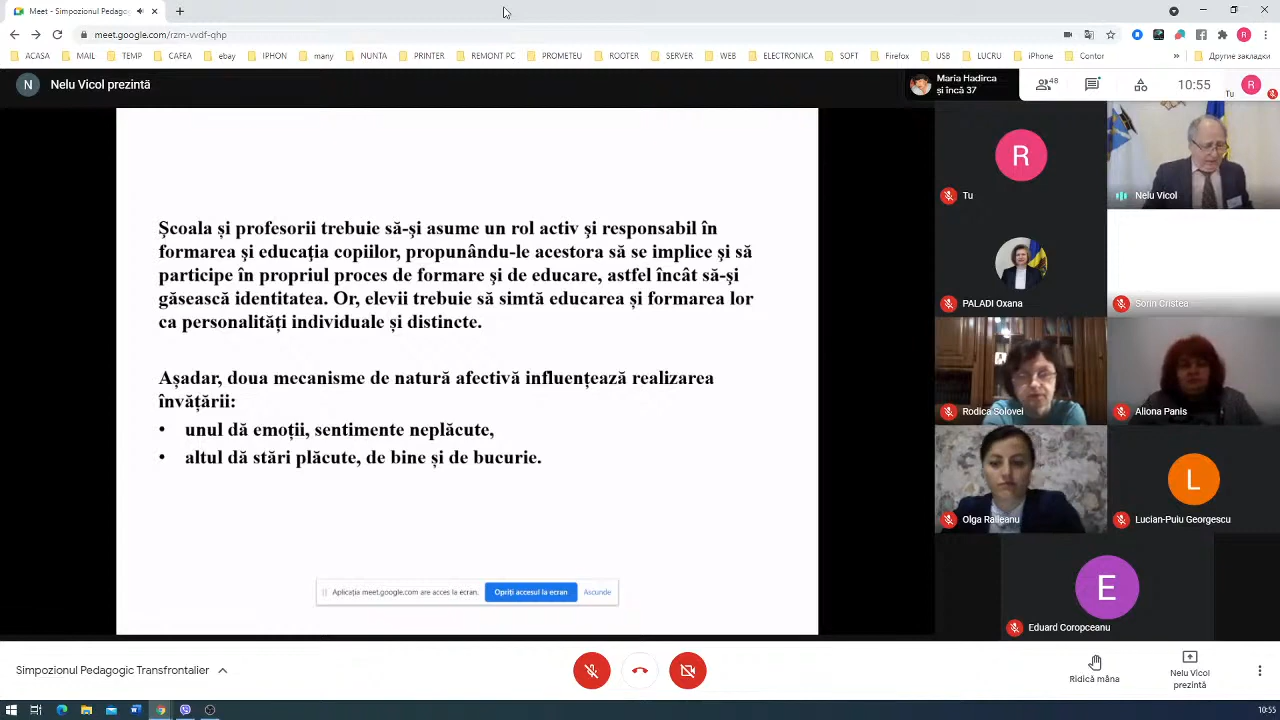 Meet - Simpozionul Pedagog
meet.google.com/rzm-vvdf-qhp
ACASA MAIL TEMP CAFEA ebay IPHON many NUNTA PRINTER REMONT PC PROMETEU ROOTER SERVER WEB ELECTRONICA SOFT Firefox USB LUCRU iPhone Contor » Другие закладки
N Nelu Vicol prezintă
Maria Hadirca
și încă 37
48
10:55
Tu
R
Școala și profesorii trebuie să-și asume un rol activ și responsabil în
formarea și educația copiilor, propunându-le acestora să se implice și să
participe în propriul proces de formare și de educare, astfel încât să-și
găsească identitatea. Or, elevii trebuie să simtă educarea și formarea lor
ca personalități individuale și distincte.
Așadar, doua mecanisme de natură afectivă influențează realizarea
învățării:
• unul dă emoții, sentimente neplăcute,
• altul dă stări plăcute, de bine și de bucurie.
Aplicația meet.google.com are acces la ecran. Opriți accesul la ecran Ascunde
R
Tu
Nelu Vicol
PALADI Oxana
Sorin Cristea
Rodica Solovei
Aliona Panis
Olga Raileanu
L
Lucian-Puiu Georgescu
E
Eduard Coropceanu
Simpozionul Pedagogic Transfrontalier
Ridică mâna
Nelu Vicol
prezintă
10:55